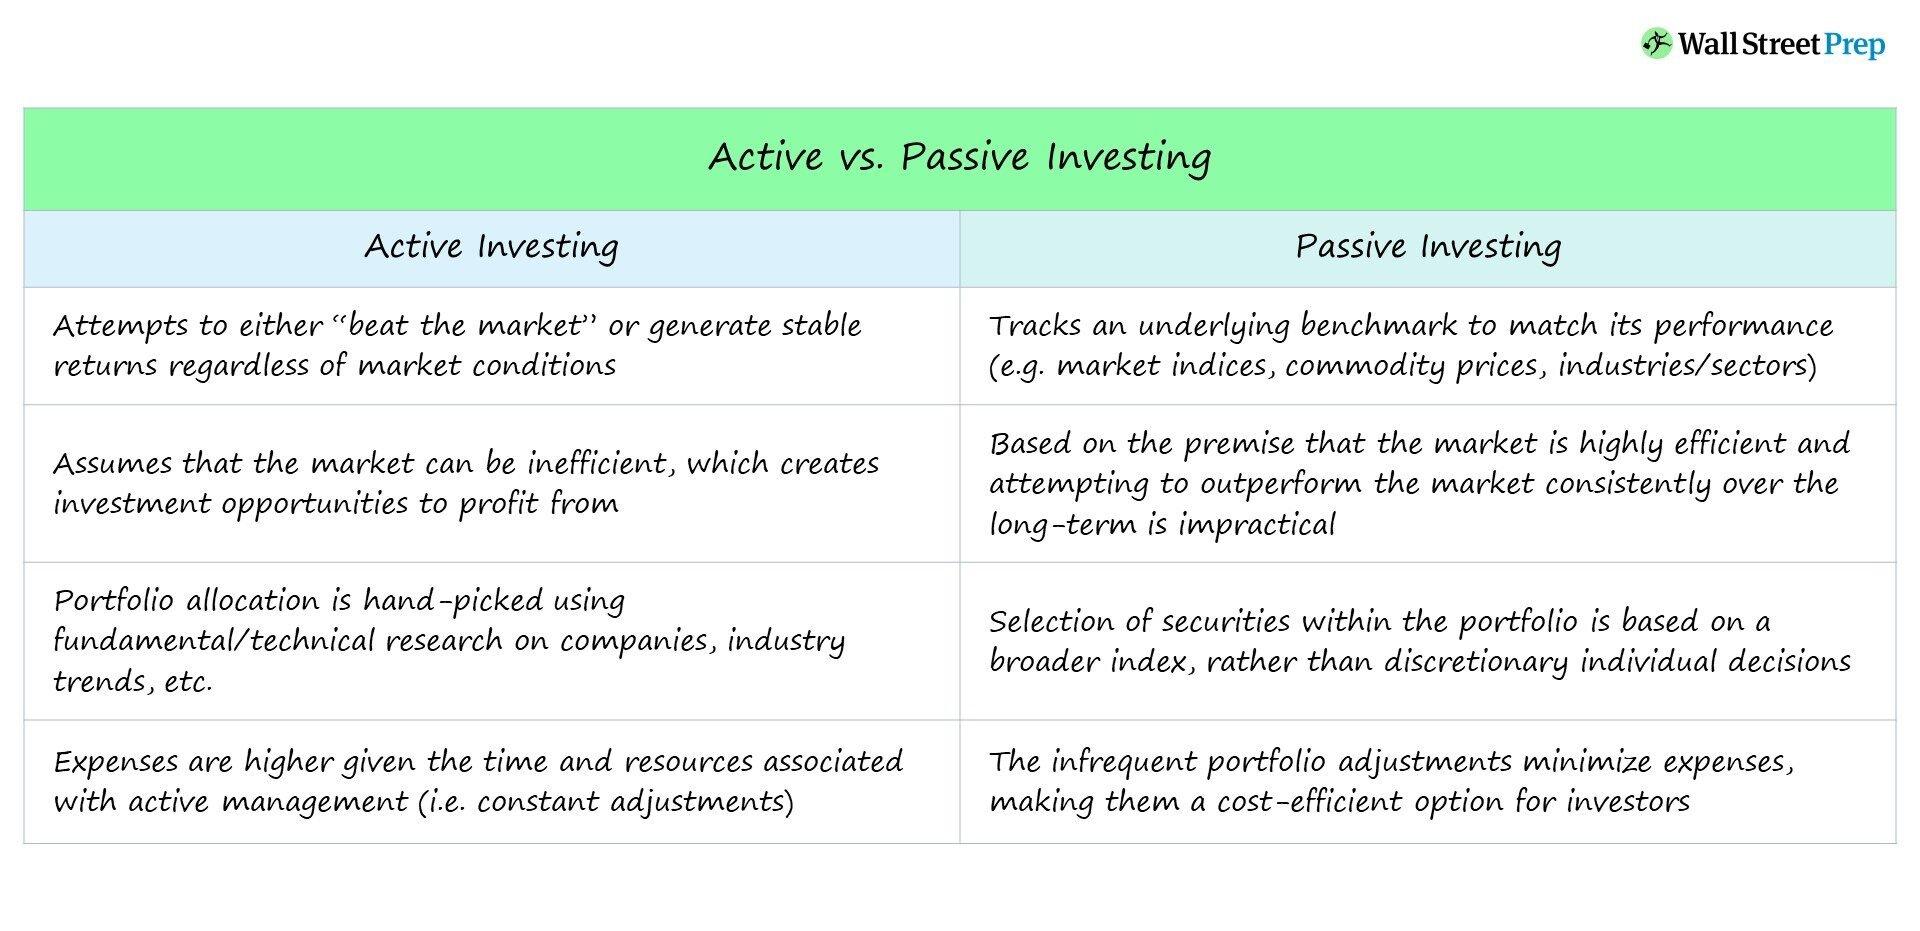 Wall Street Prep
Active vs. Passive Investing
Active Investing
Passive Investing
Attempts to either “beat the market” or generate stable
returns regardless of market conditions
Tracks an underlying benchmark to match its performance
(e.g. market indices, commodity prices, industries/sectors)
Assumes that the market can be inefficient, which creates
investment opportunities to profit from
Based on the premise that the market is highly efficient and
attempting to outperform the market consistently over the
long-term is impractical
Portfolio allocation is hand-picked using
fundamental/technical research on companies, industry
trends, etc.
Selection of securities within the portfolio is based on a
broader index, rather than discretionary individual decisions
Expenses are higher given the time and resources associated
with active management (i.e. constant adjustments)
The infrequent portfolio adjustments minimize expenses,
making them a cost-efficient option for investors